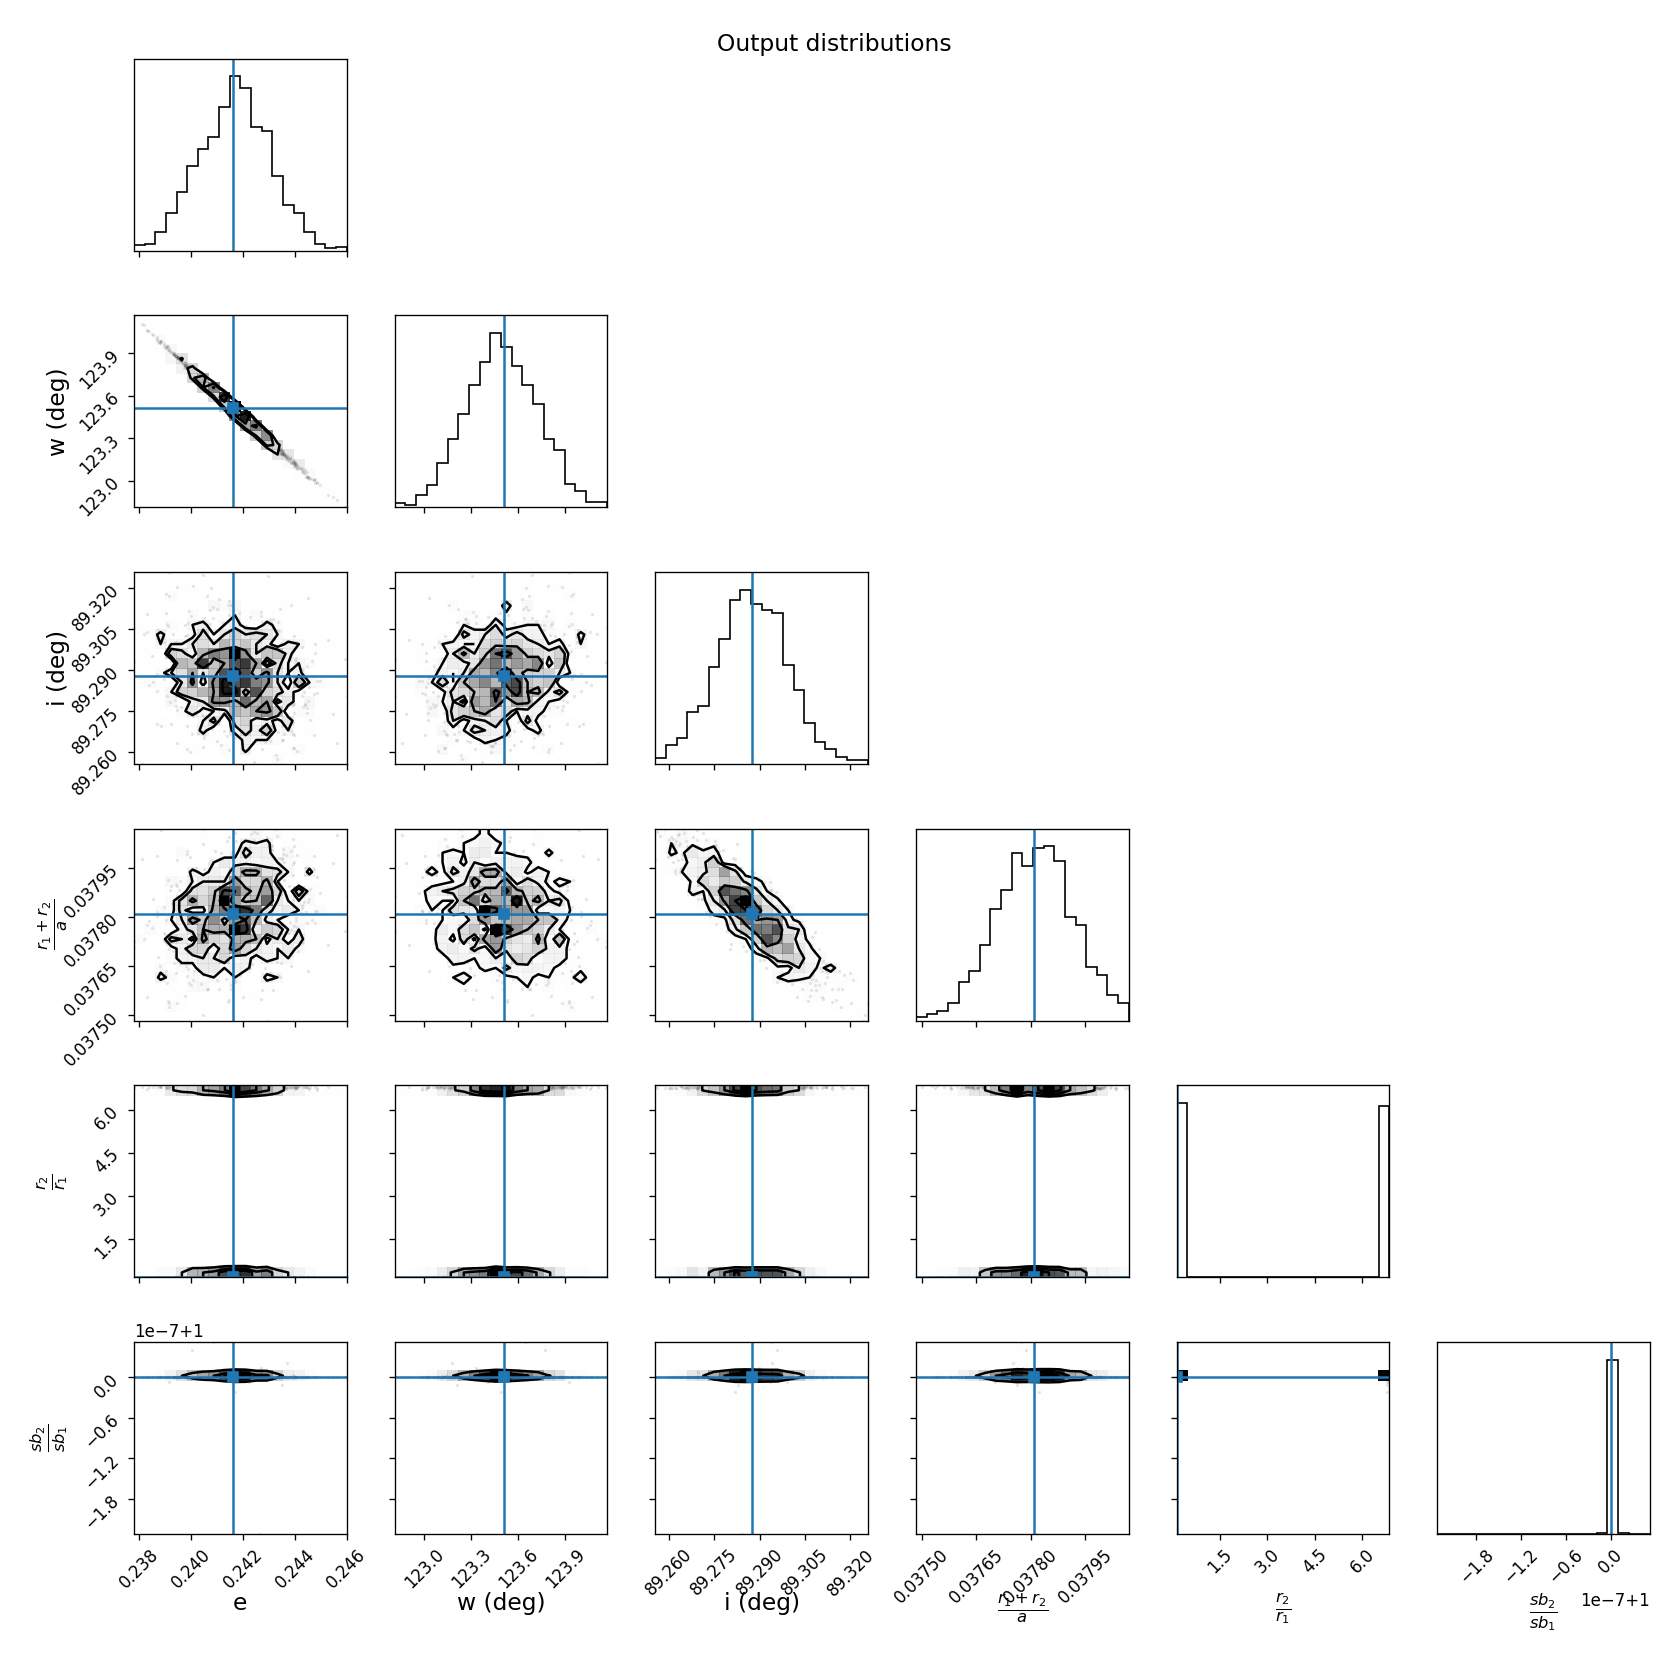 Output distributions
w (deg)
123.9
123.6
123.3
123.0
i (deg)
89.320
89.305
89.290
89.275
89.260
r₁ + r₂
a
0.03795
0.03780
0.03765
0.03750
r₂
r₁
6.0
4.5
3.0
1.5
1e−7+1
sb₂
sb₁
0.0
−0.6
−1.2
−1.8
0.238 0.240 0.242 0.244 0.246
e
123.0 123.3 123.6 123.9
w (deg)
89.260 89.275 89.290 89.305 89.320
i (deg)
0.03750 0.03765 0.03780 0.03795
r₁ + r₂
a
1.5 3.0 4.5 6.0
r₂
r₁
−1.8 −1.2 −0.6 0.0
1e−7+1
sb₂
sb₁